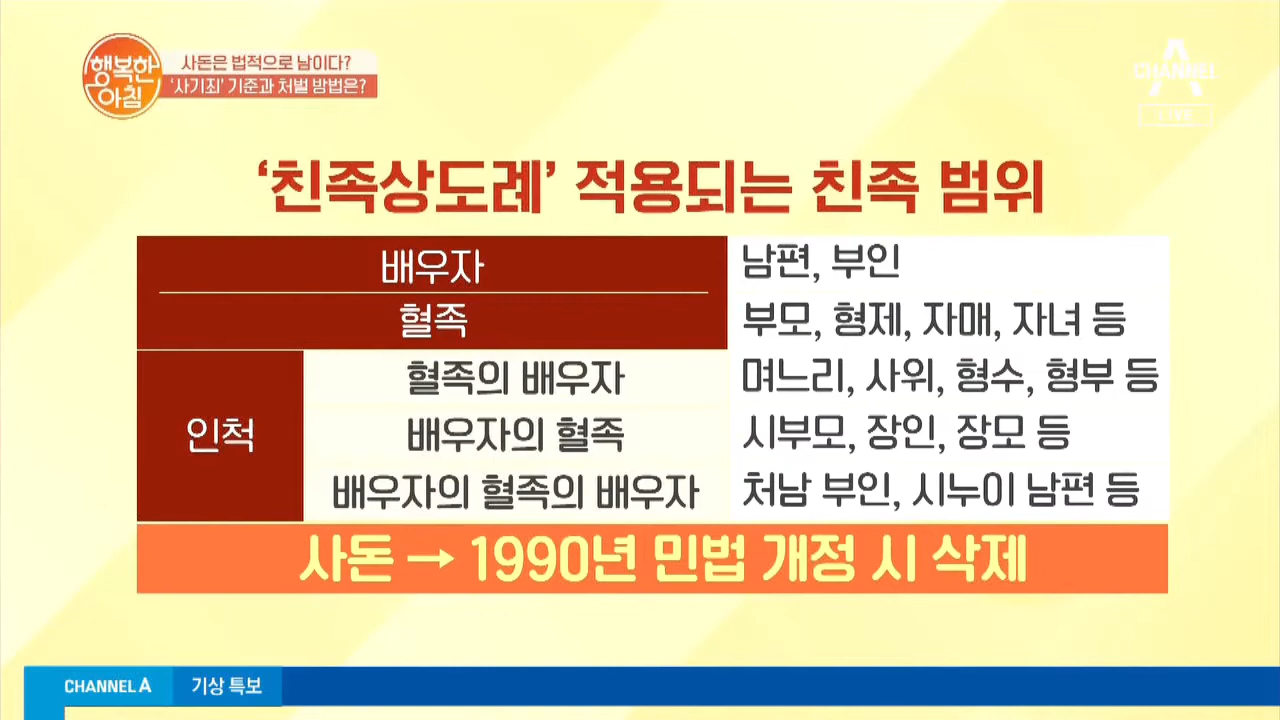 행복한
아침
사돈은 법적으로 남이다?
‘사기죄’ 기준과 처벌 방법은?
CHANNEL A
LIVE
‘친족상도례’ 적용되는 친족 범위
배우자 남편, 부인
혈족 부모, 형제, 자매, 자녀 등
인척
혈족의 배우자 며느리, 사위, 형수, 형부 등
배우자의 혈족 시부모, 장인, 장모 등
배우자의 혈족의 배우자 처남 부인, 시누이 남편 등
사돈 → 1990년 민법 개정 시 삭제
CHANNEL A 기상 특보